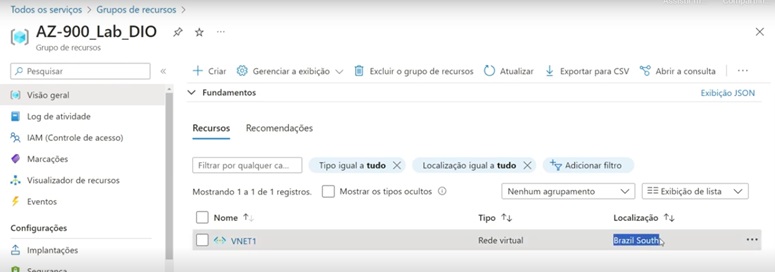 Todos os serviços > Grupos de recursos >
AZ-900_Lab_DIO
Grupo de recursos
Pesquisar
Criar Gerenciar a exibição Excluir o grupo de recursos Atualizar Exportar para CSV Abrir a consulta
Visão geral
Fundamentos Exibição JSON
Log de atividade
IAM (Controle de acesso)
Recursos Recomendações
Marcações
Filtrar por qualquer ca... Tipo igual a tudo Localização igual a tudo Adicionar filtro
Visualizador de recursos
Mostrando 1 a 1 de 1 registros. Mostrar os tipos ocultos Nenhum agrupamento Exibição de lista
Eventos
Nome Tipo Localização
Configurações
VNET1 Rede virtual Brazil South
Implantações
Segurança